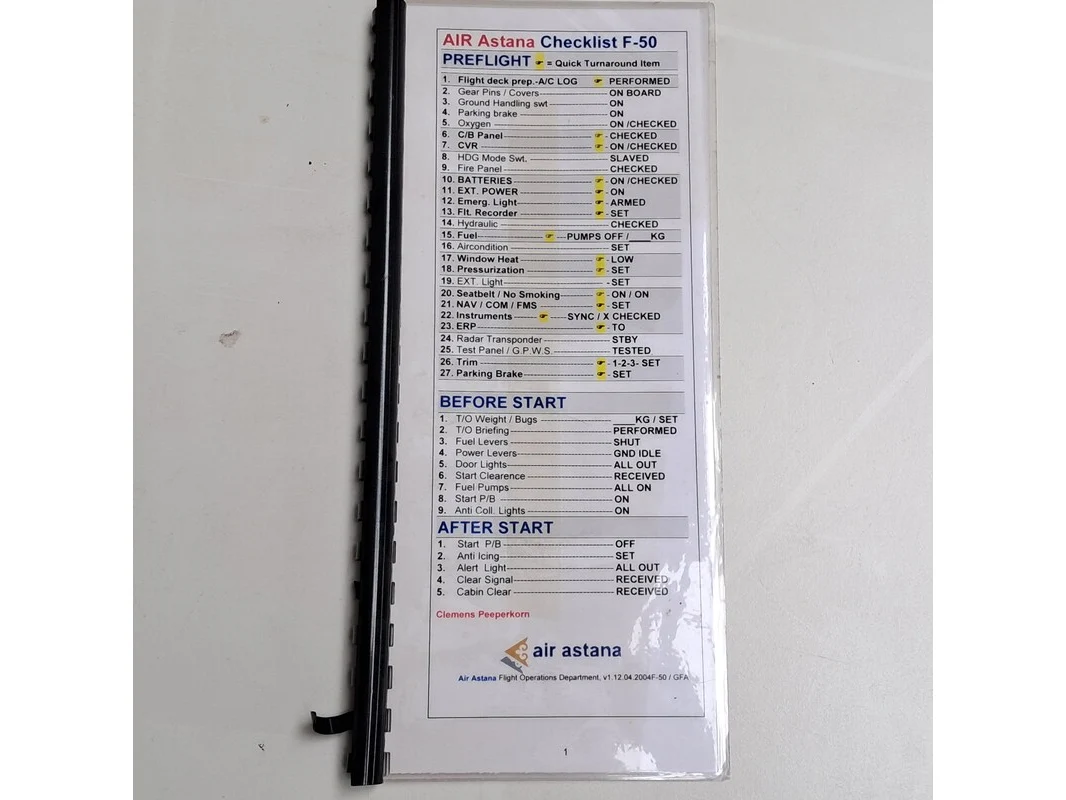 AIR Astana Checklist F-50
PREFLIGHT ☛ = Quick Turnaround Item
1. Flight deck prep.-A/C LOG ☛ PERFORMED
2. Gear Pins / Covers------------------ ON BOARD
3. Ground Handling swt --------------- ON
4. Parking brake ----------------------- ON
5. Oxygen ------------------------------ ON /CHECKED
6. C/B Panel------------------------☛- CHECKED
7. CVR ------------------------------☛- ON /CHECKED
8. HDG Mode Swt. -------------------- SLAVED
9. Fire Panel --------------------------- CHECKED
10. BATTERIES---------------------☛- ON /CHECKED
11. EXT. POWER -------------------☛- ON
12. Emerg. Light--------------------☛- ARMED
13. Flt. Recorder -------------------☛- SET
14. Hydraulic --------------------------- CHECKED
15. Fuel----------------☛---PUMPS OFF /____KG
16. Aircondition ------------------------ SET
17. Window Heat -------------------☛- LOW
18. Pressurization ------------------☛- SET
19. EXT. Light--------------------------- SET
20. Seatbelt / No Smoking---------☛- ON / ON
21. NAV / COM / FMS --------------☛- SET
22. Instruments------☛-----SYNC / X CHECKED
23. ERP------------------------------☛- TO
24. Radar Transponder---------------- STBY
25. Test Panel / G.P.W.S.------------- TESTED
26. Trim------------------------------☛- 1-2-3- SET
27. Parking Brake-------------------☛- SET
BEFORE START
1. T/O Weight / Bugs ------------------____KG / SET
2. T/O Briefing--------------------------- PERFORMED
3. Fuel Levers --------------------------- SHUT
4. Power Levers------------------------- GND IDLE
5. Door Lights---------------------------- ALL OUT
6. Start Clearence ---------------------- RECEIVED
7. Fuel Pumps--------------------------- ALL ON
8. Start P/B ------------------------------ ON
9. Anti Coll. Lights ---------------------- ON
AFTER START
1. Start P/B ------------------------------ OFF
2. Anti Icing------------------------------ SET
3. Alert Light---------------------------- ALL OUT
4. Clear Signal--------------------------- RECEIVED
5. Cabin Clear --------------------------- RECEIVED
Clemens Peeperkorn
air astana
Air Astana Flight Operations Department, v1.12.04.2004F-50 / GFA
1